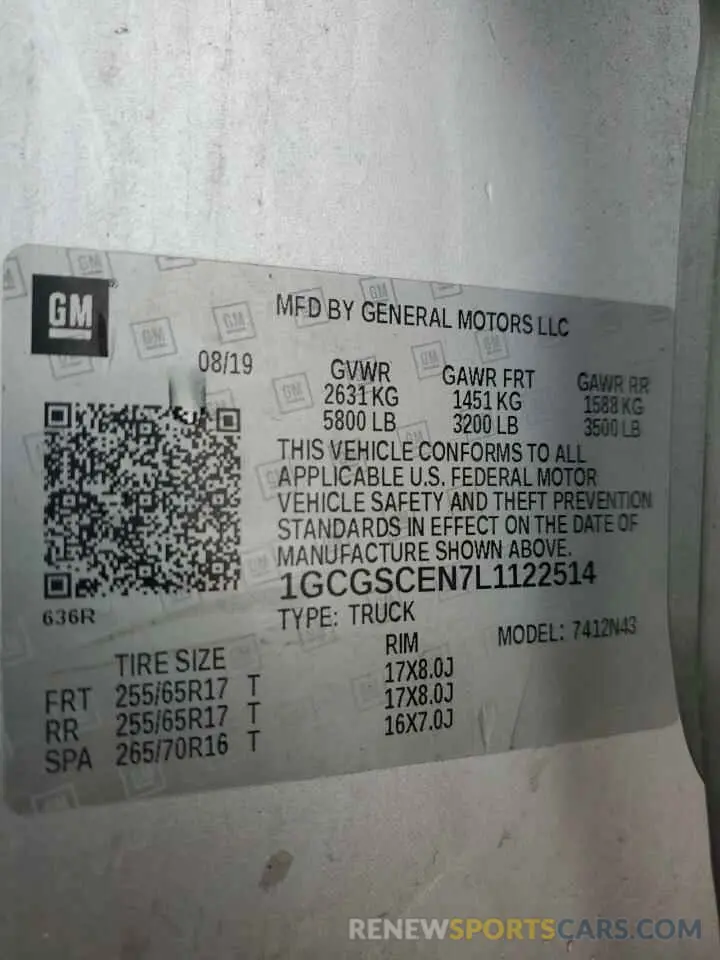 GM
MFD BY GENERAL MOTORS LLC
08/19
GVWR GAWR FRT GAWR RR
2631 KG 1451 KG 1588 KG
5800 LB 3200 LB 3500 LB
THIS VEHICLE CONFORMS TO ALL
APPLICABLE U.S. FEDERAL MOTOR
VEHICLE SAFETY AND THEFT PREVENTION
STANDARDS IN EFFECT ON THE DATE OF
MANUFACTURE SHOWN ABOVE.
1GCGSCEN7L1122514
636R
TYPE: TRUCK
MODEL: 7412N43
TIRE SIZE RIM
FRT 255/65R17 T 17X8.0J
RR 255/65R17 T 17X8.0J
SPA 265/70R16 T 16X7.0J
RENEWSPORTSCARS.COM